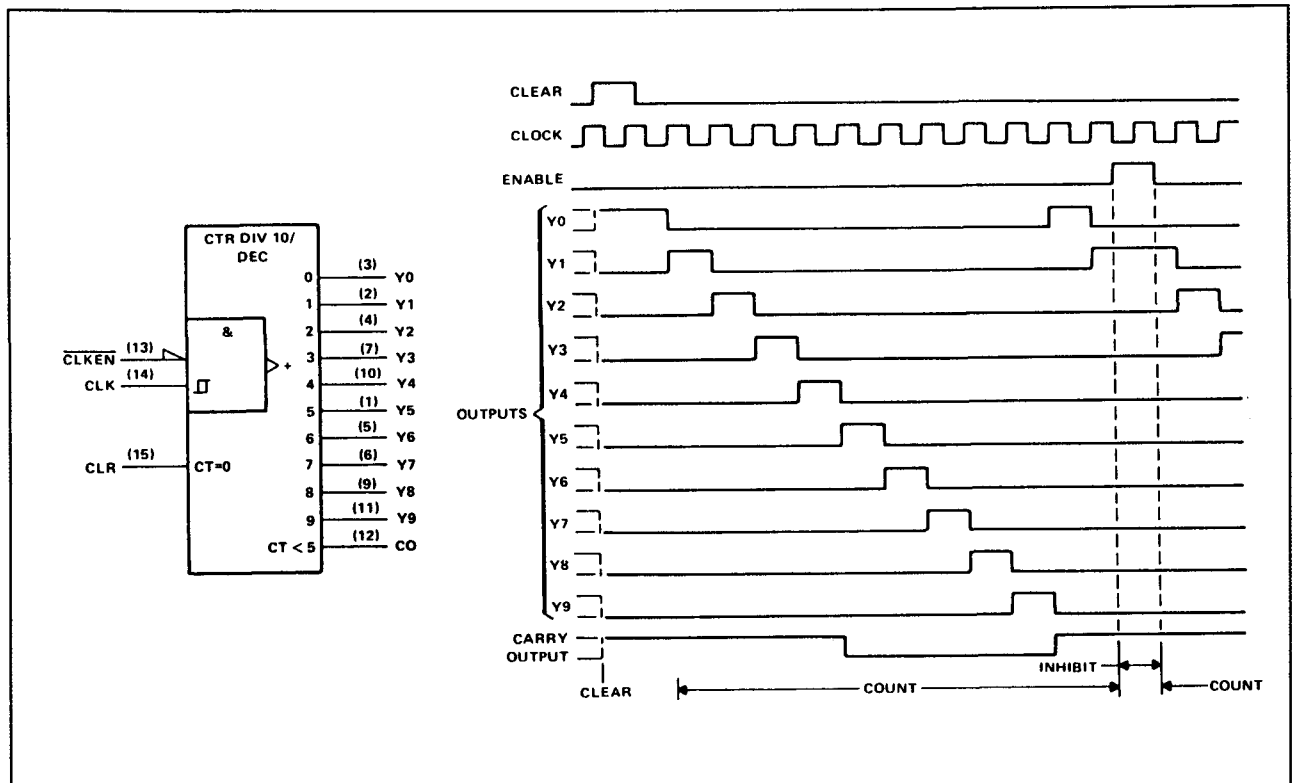 CTR DIV 10/
DEC
&
CLKEN (13)
CLK (14)
+
CLR (15) CT=0
0 (3) Y0
1 (2) Y1
2 (4) Y2
3 (7) Y3
4 (10) Y4
5 (1) Y5
6 (5) Y6
7 (6) Y7
8 (9) Y8
9 (11) Y9
CT < 5 (12) CO
CLEAR
CLOCK
ENABLE
OUTPUTS
Y0
Y1
Y2
Y3
Y4
Y5
Y6
Y7
Y8
Y9
CARRY
OUTPUT
CLEAR
COUNT
INHIBIT
COUNT